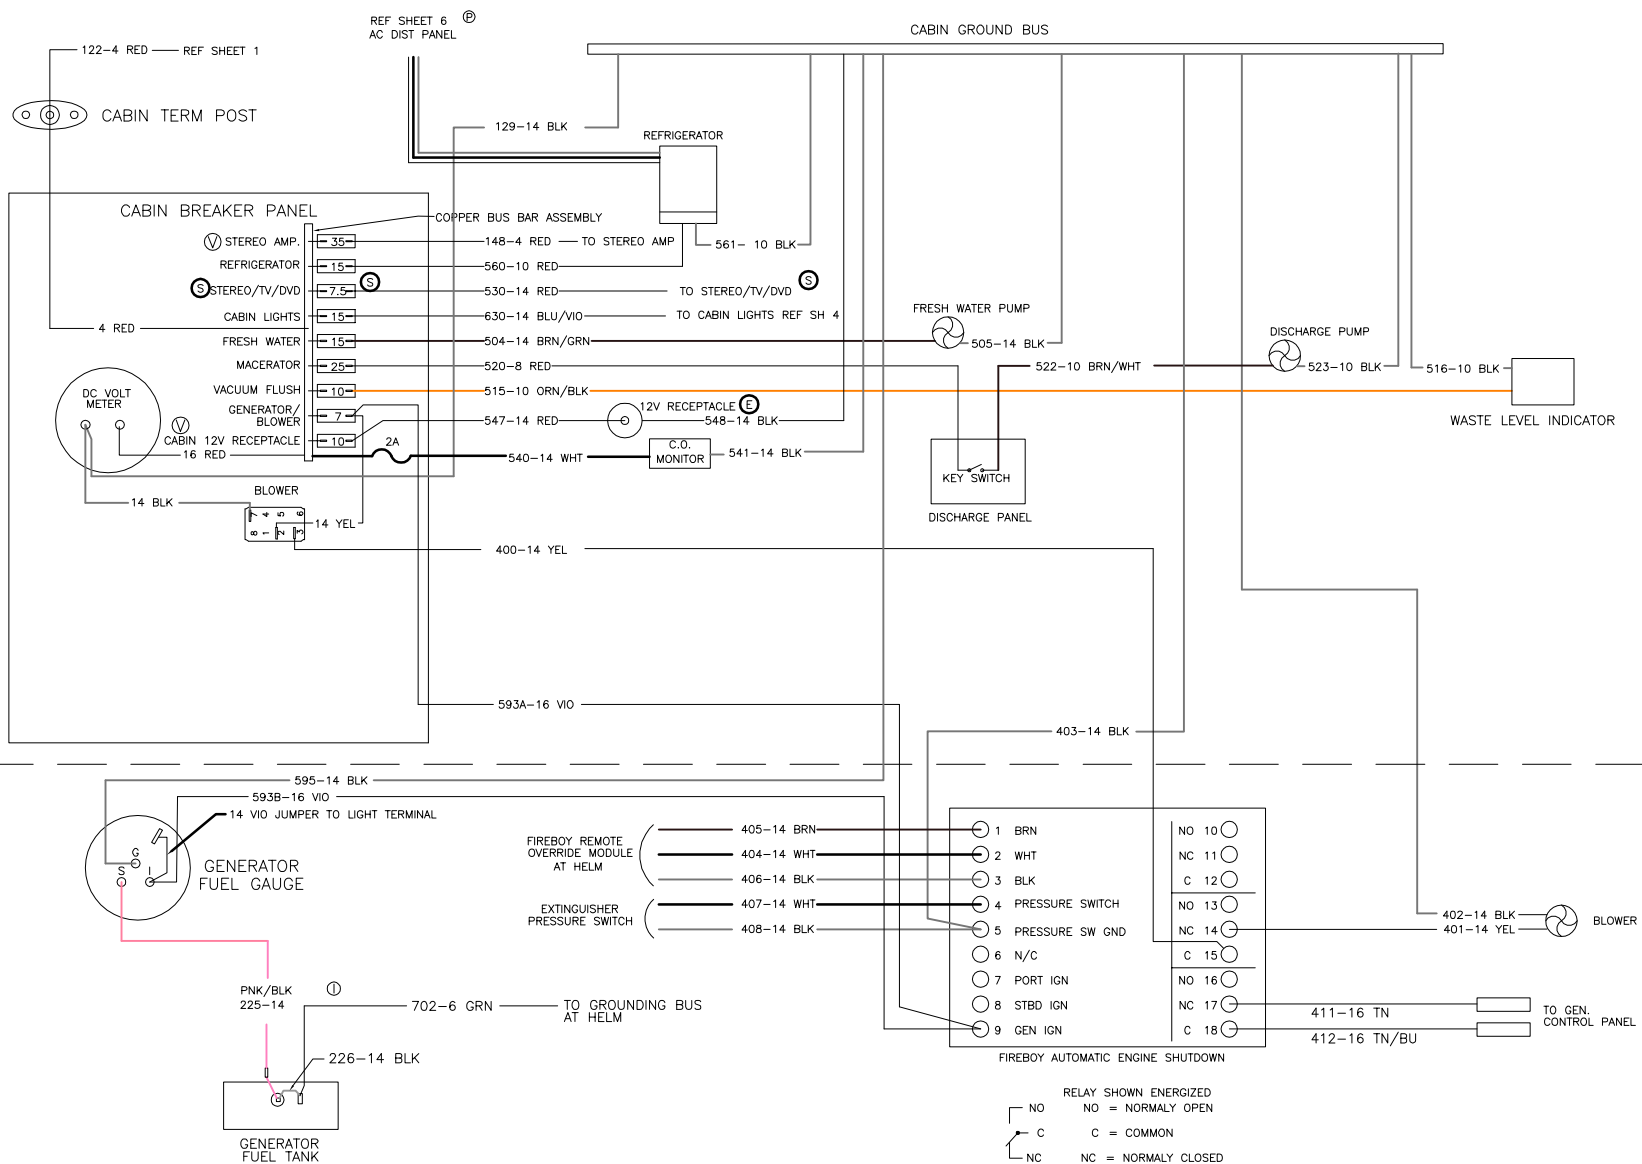 REF SHEET 6 P
AC DIST PANEL
CABIN GROUND BUS
122-4 RED
REF SHEET 1
CABIN TERM POST
129-14 BLK
REFRIGERATOR
CABIN BREAKER PANEL
COPPER BUS BAR ASSEMBLY
V STEREO AMP. 35 148-4 RED TO STEREO AMP
561- 10 BLK
REFRIGERATOR 15 560-10 RED
S STEREO/TV/DVD 7.5 S 530-14 RED TO STEREO/TV/DVD S
CABIN LIGHTS 15 630-14 BLU/VIO TO CABIN LIGHTS REF SH 4
4 RED
FRESH WATER PUMP
DISCHARGE PUMP
FRESH WATER 15 504-14 BRN/GRN 505-14 BLK
MACERATOR 25 520-8 RED 522-10 BRN/WHT 523-10 BLK 516-10 BLK
DC VOLT
METER
VACUUM FLUSH 10 515-10 ORN/BLK
12V RECEPTACLE E
GENERATOR/
BLOWER 7
547-14 RED 548-14 BLK
WASTE LEVEL INDICATOR
V
CABIN 12V RECEPTACLE 10
2A
16 RED
540-14 WHT
C.O.
MONITOR
541-14 BLK
KEY SWITCH
DISCHARGE PANEL
BLOWER
14 BLK
7 4 5 6
8 1 2 3
14 YEL
400-14 YEL
593A-16 VIO
403-14 BLK
595-14 BLK
593B-16 VIO
14 VIO JUMPER TO LIGHT TERMINAL
G
S I
GENERATOR
FUEL GAUGE
FIREBOY REMOTE
OVERRIDE MODULE
AT HELM
EXTINGUISHER
PRESSURE SWITCH
405-14 BRN
404-14 WHT
406-14 BLK
407-14 WHT
408-14 BLK
1 BRN
2 WHT
3 BLK
4 PRESSURE SWITCH
5 PRESSURE SW GND
6 N/C
7 PORT IGN
8 STBD IGN
9 GEN IGN
NO 10
NC 11
C 12
NO 13
NC 14
C 15
NO 16
NC 17
C 18
402-14 BLK
401-14 YEL
BLOWER
411-16 TN
412-16 TN/BU
TO GEN.
CONTROL PANEL
FIREBOY AUTOMATIC ENGINE SHUTDOWN
PNK/BLK
225-14
I
702-6 GRN
TO GROUNDING BUS
AT HELM
226-14 BLK
GENERATOR
FUEL TANK
RELAY SHOWN ENERGIZED
NO NO = NORMALY OPEN
C C = COMMON
NC NC = NORMALY CLOSED